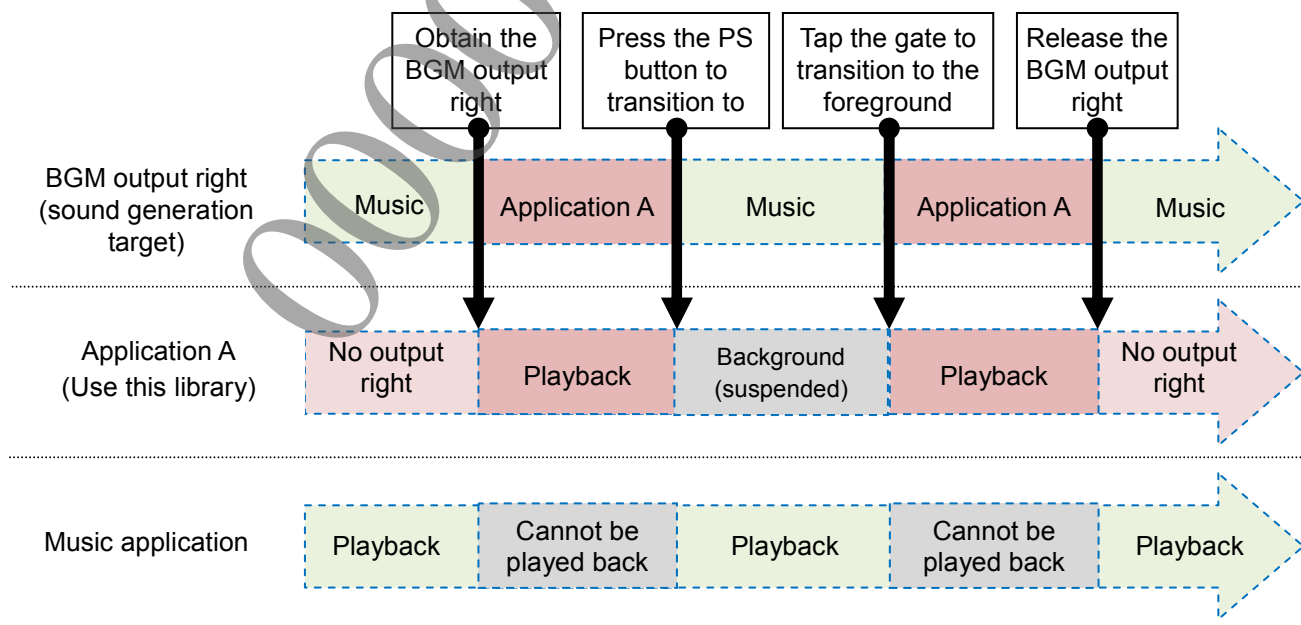 Obtain the
BGM output
right
Press the PS
button to
transition to
Tap the gate to
transition to the
foreground
Release the
BGM output
right
BGM output right
(sound generation
target)
Music
Application A
Music
Application A
Music
Application A
(Use this library)
No output
right
Playback
Background
(suspended)
Playback
No output
right
Music application
Playback
Cannot be
played back
Playback
Cannot be
played back
Playback
0000